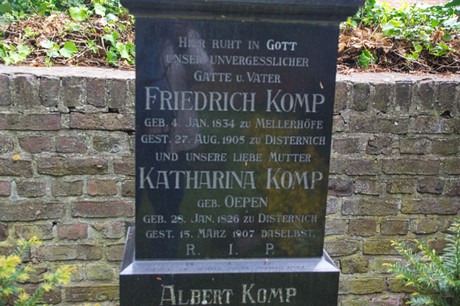 Hier ruht in Gott
unser unvergesslicher
Gatte u. Vater
Friedrich Komp
geb. 4. Jan. 1834 zu Mellerhöfe
gest. 27. Aug. 1905 zu Disternich
und unsere liebe Mutter
Katharina Komp
geb. Oepen
geb. 28. Jan. 1826 zu Disternich
gest. 15. März 1907 daselbst.
R. I. P.
Albert Komp